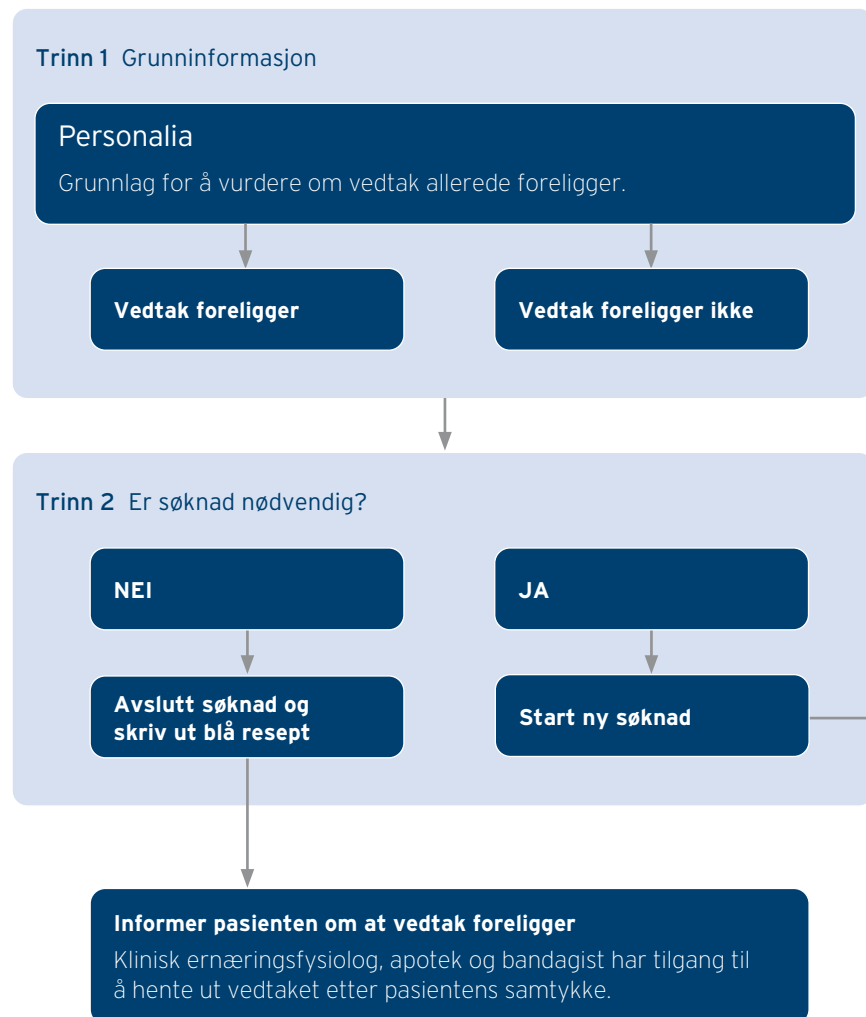 Trinn 1 Grunninformasjon
Personalia
Grunnlag for å vurdere om vedtak allerede foreligger.
Vedtak foreligger
Vedtak foreligger ikke
Trinn 2 Er søknad nødvendig?
NEI
JA
Avslutt søknad og
skriv ut blå resept
Start ny søknad
Informer pasienten om at vedtak foreligger
Klinisk ernæringsfysiolog, apotek og bandagist har tilgang til
å hente ut vedtaket etter pasientens samtykke.